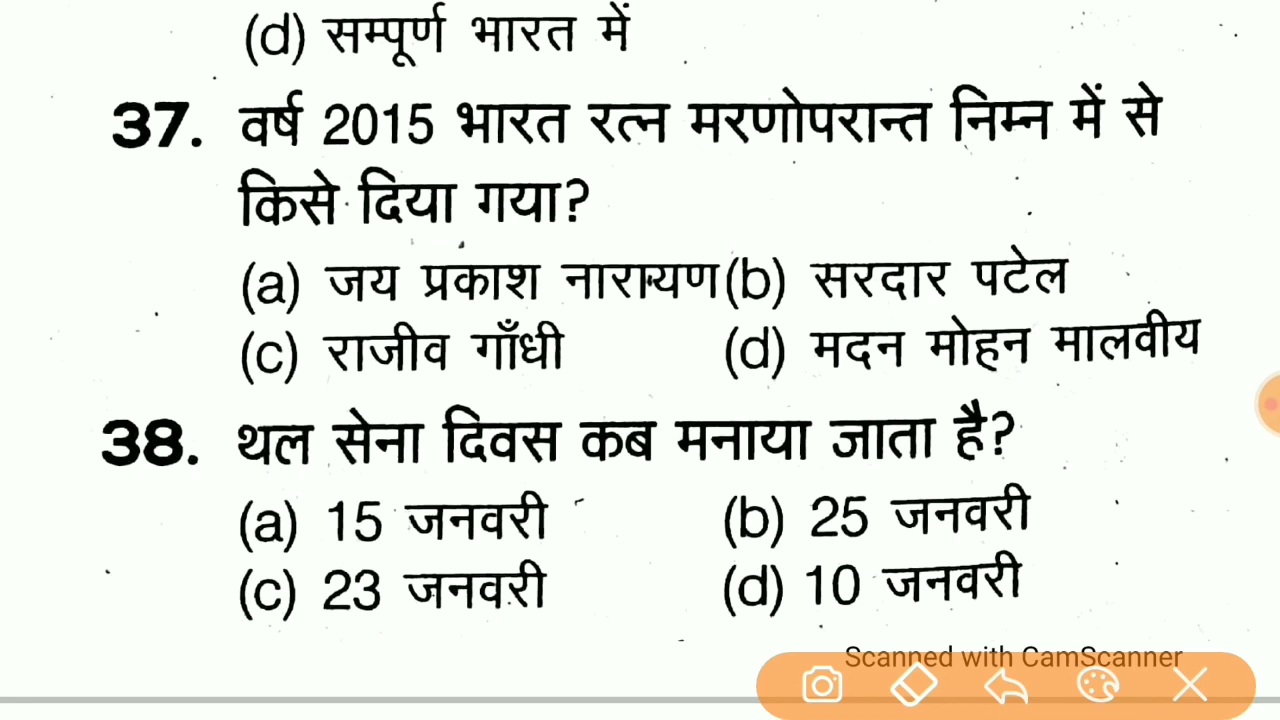 (d) सम्पूर्ण भारत में
37. वर्ष 2015 भारत रत्न मरणोपरान्त निम्न में से
किसे दिया गया?
(a) जय प्रकाश नारायण (b) सरदार पटेल
(c) राजीव गाँधी (d) मदन मोहन मालवीय
38. थल सेना दिवस कब मनाया जाता है?
(a) 15 जनवरी (b) 25 जनवरी
(c) 23 जनवरी (d) 10 जनवरी
Scanned with CamScanner